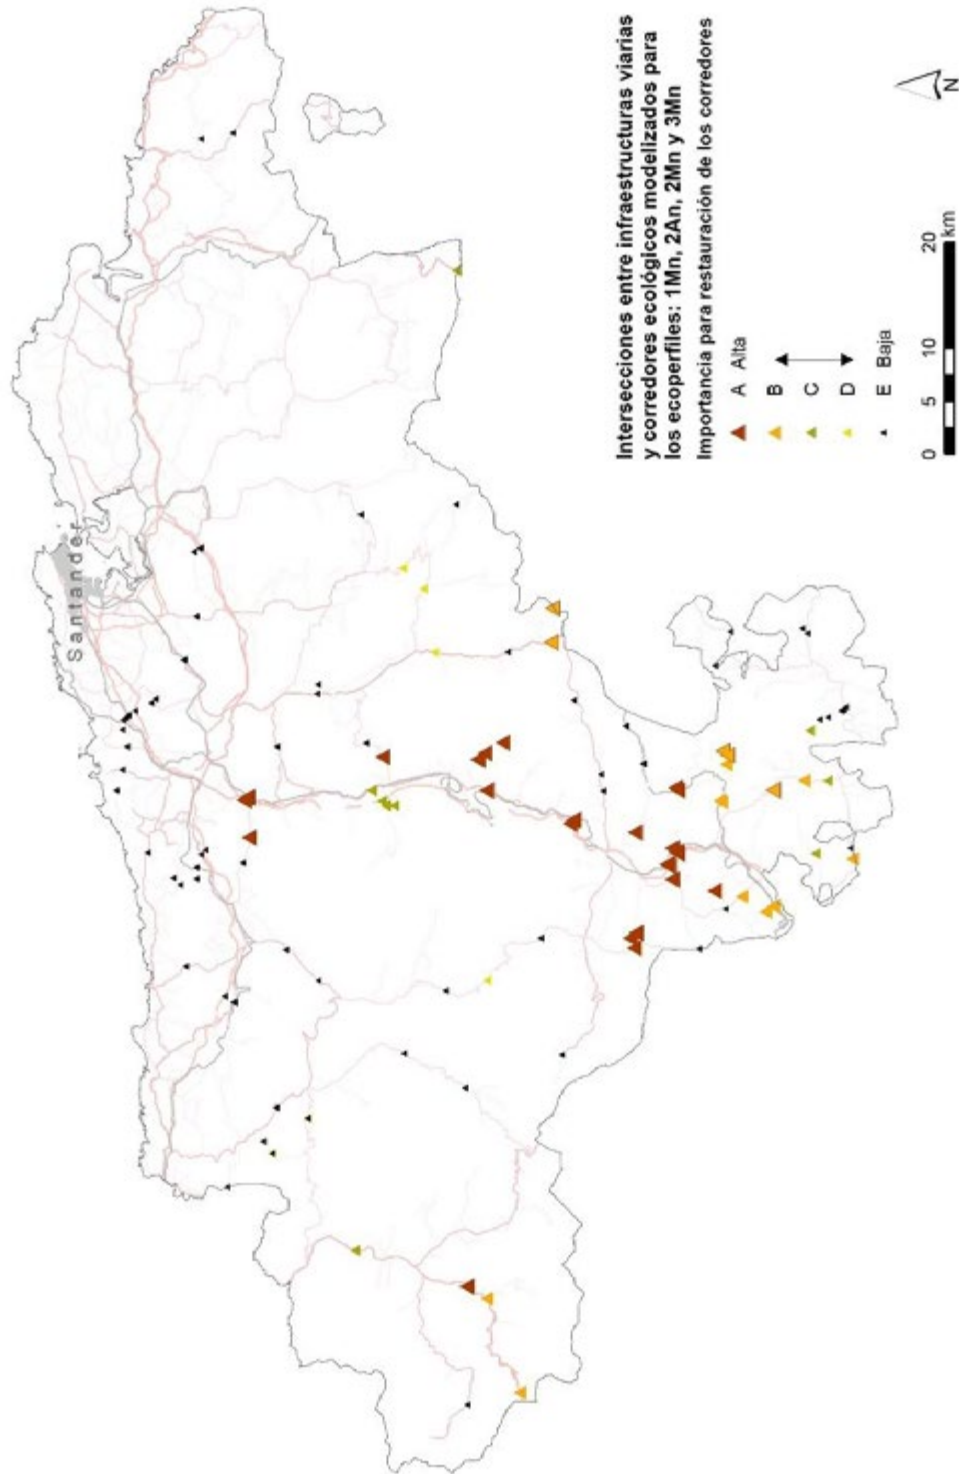 Santander
Intersecciones entre infraestructuras viarias
y corredores ecológicos modelizados para
los ecoperfiles: 1Mn, 2An, 2Mn y 3Mn
Importancia para restauración de los corredores
A Alta
B
C
D
E Baja
0 5 10 20
km
N